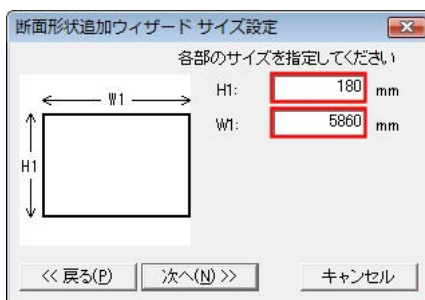 断面形状追加ウィザード サイズ設定
各部のサイズを指定してください
H1: 180 mm
W1: 5860 mm
W1
H1
<< 戻る(P) 次へ(N) >> キャンセル